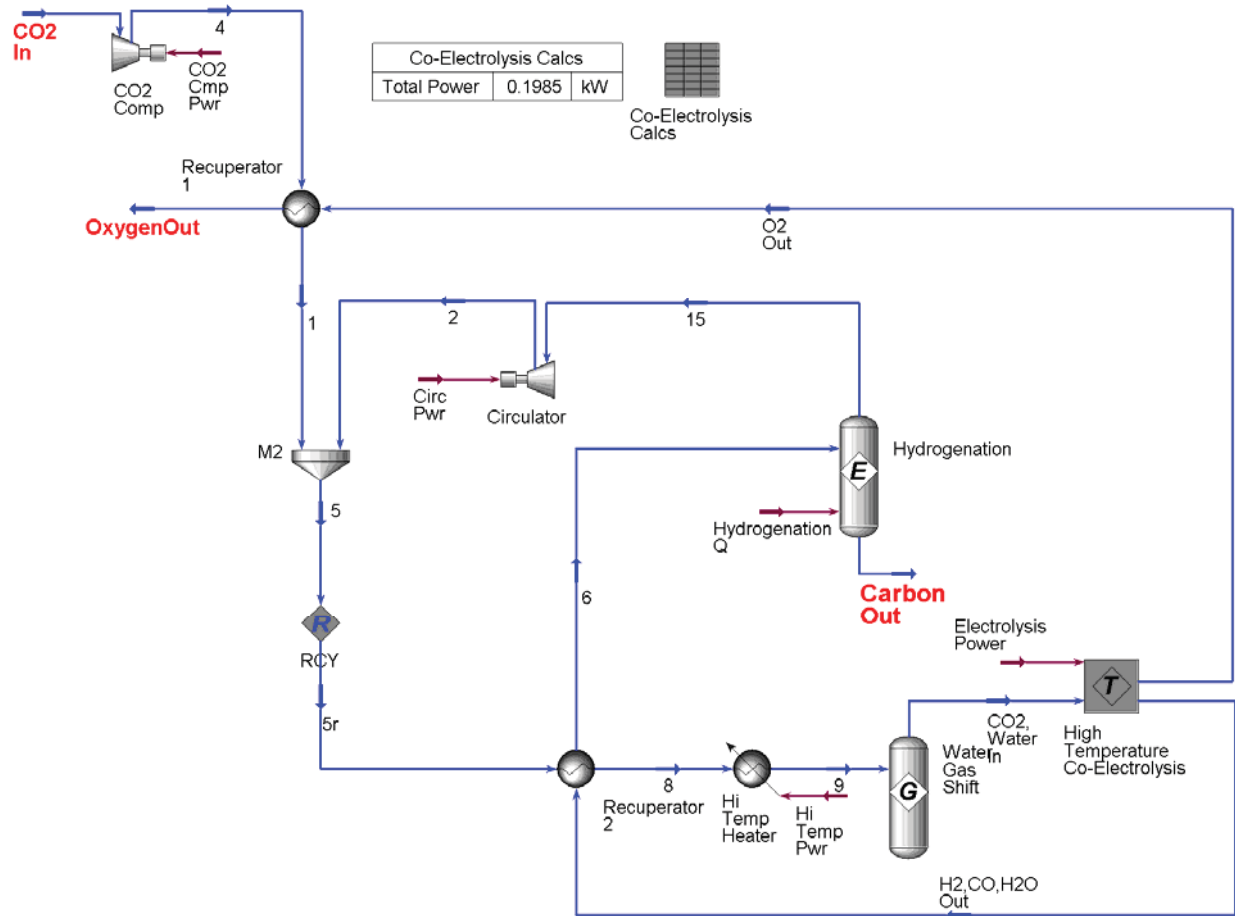 CO2
In
4
CO2
Comp
CO2
Cmp
Pwr
Co-Electrolysis Calcs
Total Power 0.1985 kW
Co-Electrolysis
Calcs
Recuperator
1
OxygenOut
O2
Out
1
2
15
Circ
Pwr
Circulator
M2
E
Hydrogenation
5
Hydrogenation
Q
6
Carbon
Out
R
RCY
Electrolysis
Power
T
5r
CO2,
Water
In
High
Temperature
Co-Electrolysis
8
9
Water
Gas
Shift
G
Recuperator
2
Hi
Temp
Heater
Hi
Temp
Pwr
H2,CO,H2O
Out